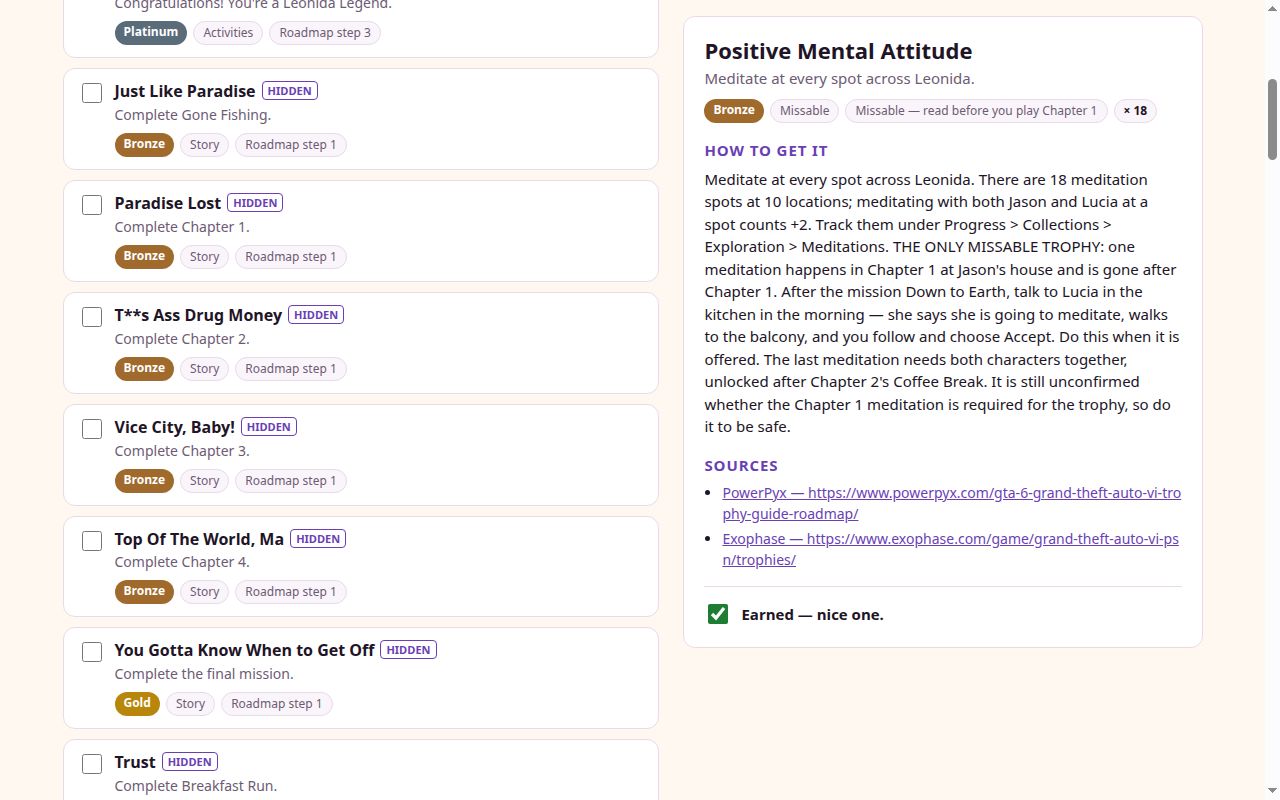 Congratulations! You're a Leonida Legend.
Platinum Activities Roadmap step 3
Just Like Paradise HIDDEN
Complete Gone Fishing.
Bronze Story Roadmap step 1
Paradise Lost HIDDEN
Complete Chapter 1.
Bronze Story Roadmap step 1
T**s Ass Drug Money HIDDEN
Complete Chapter 2.
Bronze Story Roadmap step 1
Vice City, Baby! HIDDEN
Complete Chapter 3.
Bronze Story Roadmap step 1
Top Of The World, Ma HIDDEN
Complete Chapter 4.
Bronze Story Roadmap step 1
You Gotta Know When to Get Off HIDDEN
Complete the final mission.
Gold Story Roadmap step 1
Trust HIDDEN
Complete Breakfast Run.
Positive Mental Attitude
Meditate at every spot across Leonida.
Bronze Missable Missable — read before you play Chapter 1 × 18
HOW TO GET IT
Meditate at every spot across Leonida. There are 18 meditation
spots at 10 locations; meditating with both Jason and Lucia at a
spot counts +2. Track them under Progress > Collections >
Exploration > Meditations. THE ONLY MISSABLE TROPHY: one
meditation happens in Chapter 1 at Jason's house and is gone after
Chapter 1. After the mission Down to Earth, talk to Lucia in the
kitchen in the morning — she says she is going to meditate, walks
to the balcony, and you follow and choose Accept. Do this when it is
offered. The last meditation needs both characters together,
unlocked after Chapter 2's Coffee Break. It is still unconfirmed
whether the Chapter 1 meditation is required for the trophy, so do
it to be safe.
SOURCES
• PowerPyx — https://www.powerpyx.com/gta-6-grand-theft-auto-vi-tro
phy-guide-roadmap/
• Exophase — https://www.exophase.com/game/grand-theft-auto-vi-ps
n/trophies/
Earned — nice one.